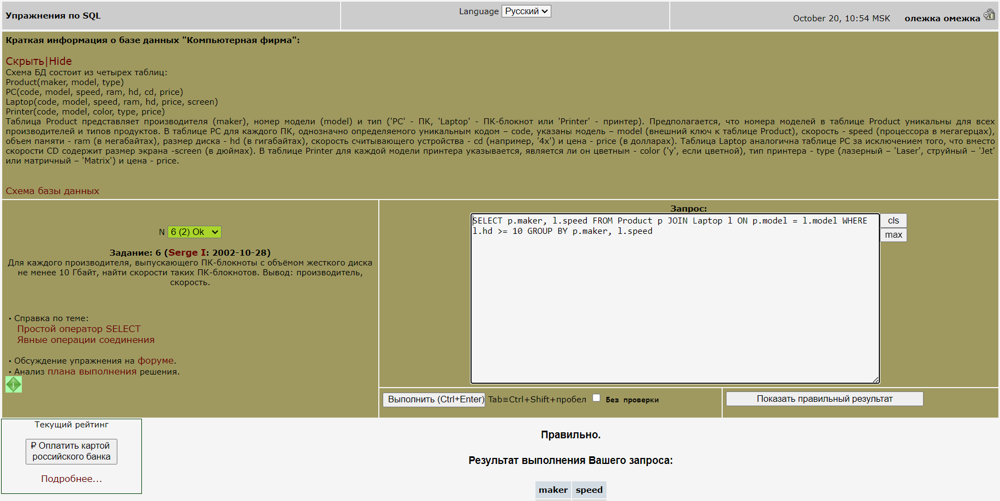 Упражнения по SQL
Language Русский
October 20, 10:54 MSK олежка омежка
Краткая информация о базе данных "Компьютерная фирма":
Скрыть|Hide
Схема БД состоит из четырех таблиц:
Product(maker, model, type)
PC(code, model, speed, ram, hd, cd, price)
Laptop(code, model, speed, ram, hd, price, screen)
Printer(code, model, color, type, price)
Таблица Product представляет производителя (maker), номер модели (model) и тип ('PC' - ПК, 'Laptop' - ПК-блокнот или 'Printer' - принтер). Предполагается, что номера моделей в таблице Product уникальны для всех
производителей и типов продуктов. В таблице PC для каждого ПК, однозначно определяемого уникальным кодом – code, указаны модель – model (внешний ключ к таблице Product), скорость - speed (процессора в мегагерцах),
объем памяти - ram (в мегабайтах), размер диска - hd (в гигабайтах), скорость считывающего устройства - cd (например, '4x') и цена - price (в долларах). Таблица Laptop аналогична таблице РС за исключением того, что вместо
скорости CD содержит размер экрана -screen (в дюймах). В таблице Printer для каждой модели принтера указывается, является ли он цветным - color ('y', если цветной), тип принтера - type (лазерный – 'Laser', струйный – 'Jet'
или матричный – 'Matrix') и цена - price.
Схема базы данных
N 6 (2) Ok
Задание: 6 (Serge I: 2002-10-28)
Для каждого производителя, выпускающего ПК-блокноты c объёмом жесткого диска
не менее 10 Гбайт, найти скорости таких ПК-блокнотов. Вывод: производитель,
скорость.
· Справка по теме:
Простой оператор SELECT
Явные операции соединения
· Обсуждение упражнения на форуме.
· Анализ плана выполнения решения.
Запрос:
SELECT p.maker, l.speed FROM Product p JOIN Laptop l ON p.model = l.model WHERE
l.hd >= 10 GROUP BY p.maker, l.speed
cls
max
Выполнить (Ctrl+Enter) Tab≡Ctrl+Shift+пробел Без проверки
Показать правильный результат
Текущий рейтинг
₽ Оплатить картой
российского банка
Подробнее...
Правильно.
Результат выполнения Вашего запроса:
maker speed